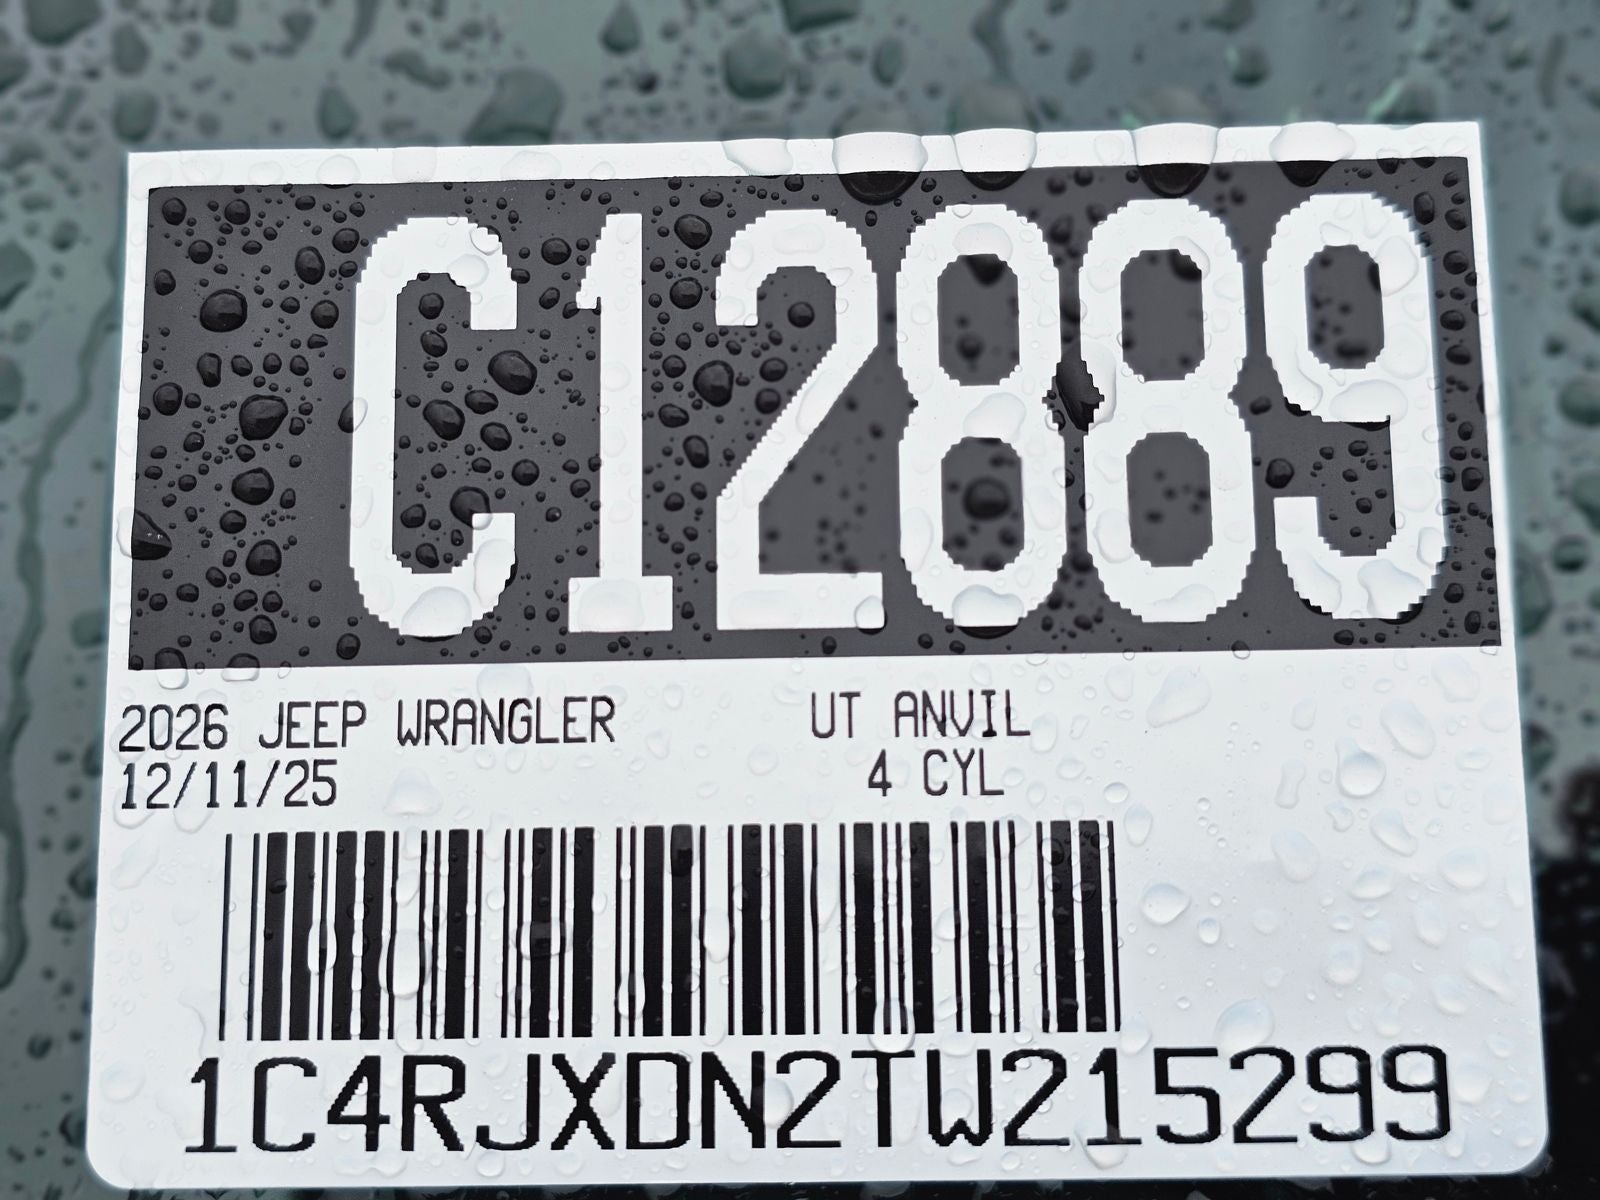 C12889
2026 JEEP WRANGLER UT ANVIL
12/11/25 4 CYL
1C4RJXDN2TW215299